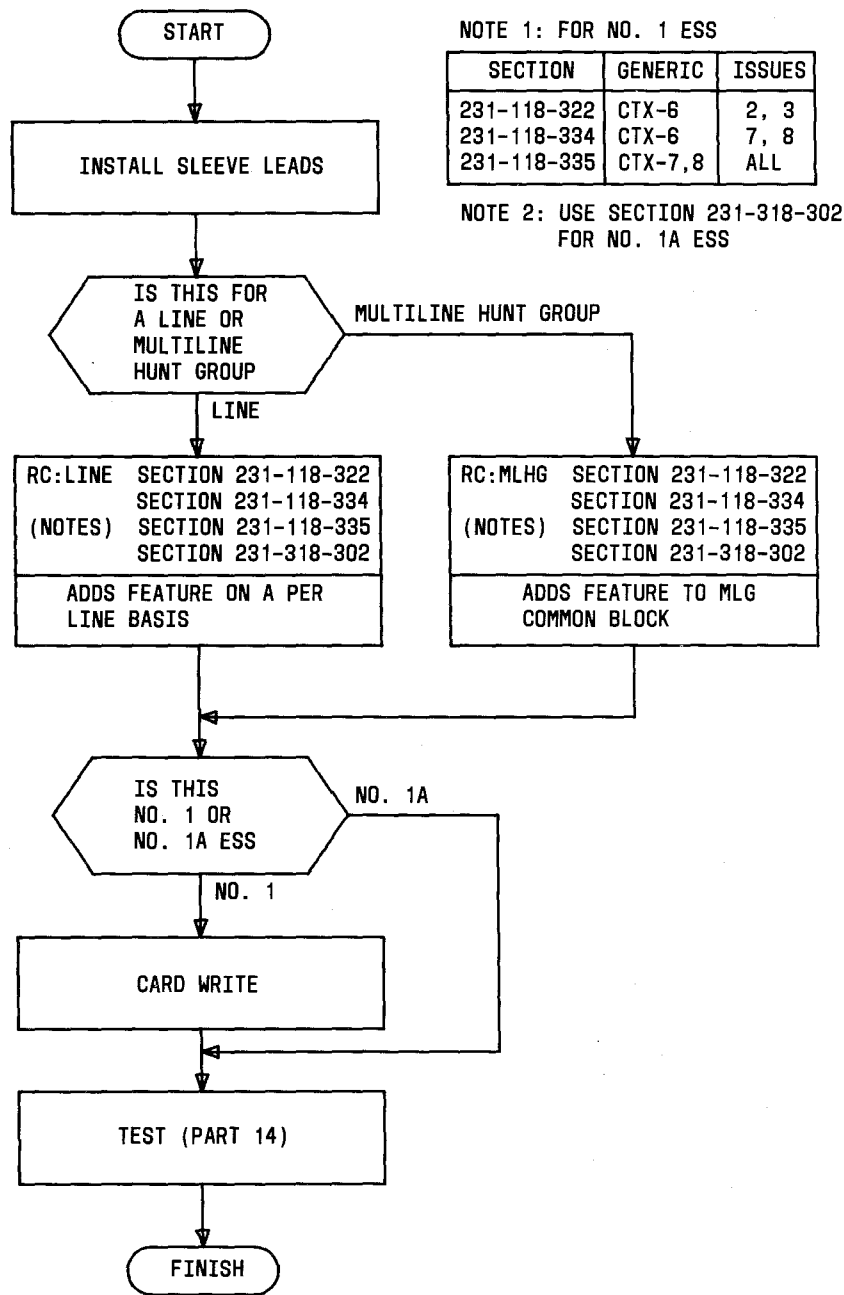 START
NOTE 1: FOR NO. 1 ESS
SECTION GENERIC ISSUES
231-118-322 CTX-6 2, 3
231-118-334 CTX-6 7, 8
231-118-335 CTX-7,8 ALL
NOTE 2: USE SECTION 231-318-302
FOR NO. 1A ESS
INSTALL SLEEVE LEADS
IS THIS FOR
A LINE OR
MULTILINE
HUNT GROUP
MULTILINE HUNT GROUP
LINE
RC:LINE SECTION 231-118-322
SECTION 231-118-334
(NOTES) SECTION 231-118-335
SECTION 231-318-302
ADDS FEATURE ON A PER
LINE BASIS
RC:MLHG SECTION 231-118-322
SECTION 231-118-334
(NOTES) SECTION 231-118-335
SECTION 231-318-302
ADDS FEATURE TO MLG
COMMON BLOCK
IS THIS
NO. 1 OR
NO. 1A ESS
NO. 1A
NO. 1
CARD WRITE
TEST (PART 14)
FINISH